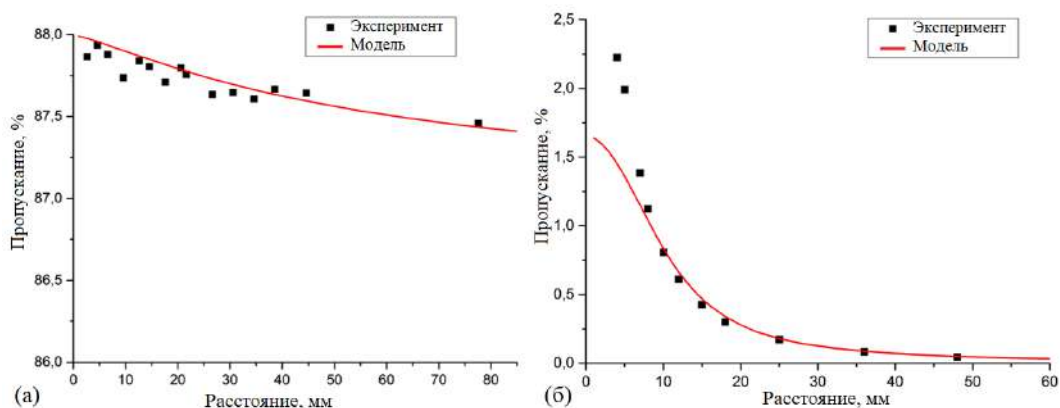 88,0
87,5
87,0
86,5
86,0
Пропускание, %
Эксперимент
Модель
0 10 20 30 40 50 60 70 80
(а)
Расстояние, мм
2,5
2,0
1,5
1,0
0,5
0,0
Пропускание, %
Эксперимент
Модель
0 10 20 30 40 50 60
(б)
Расстояние, мм